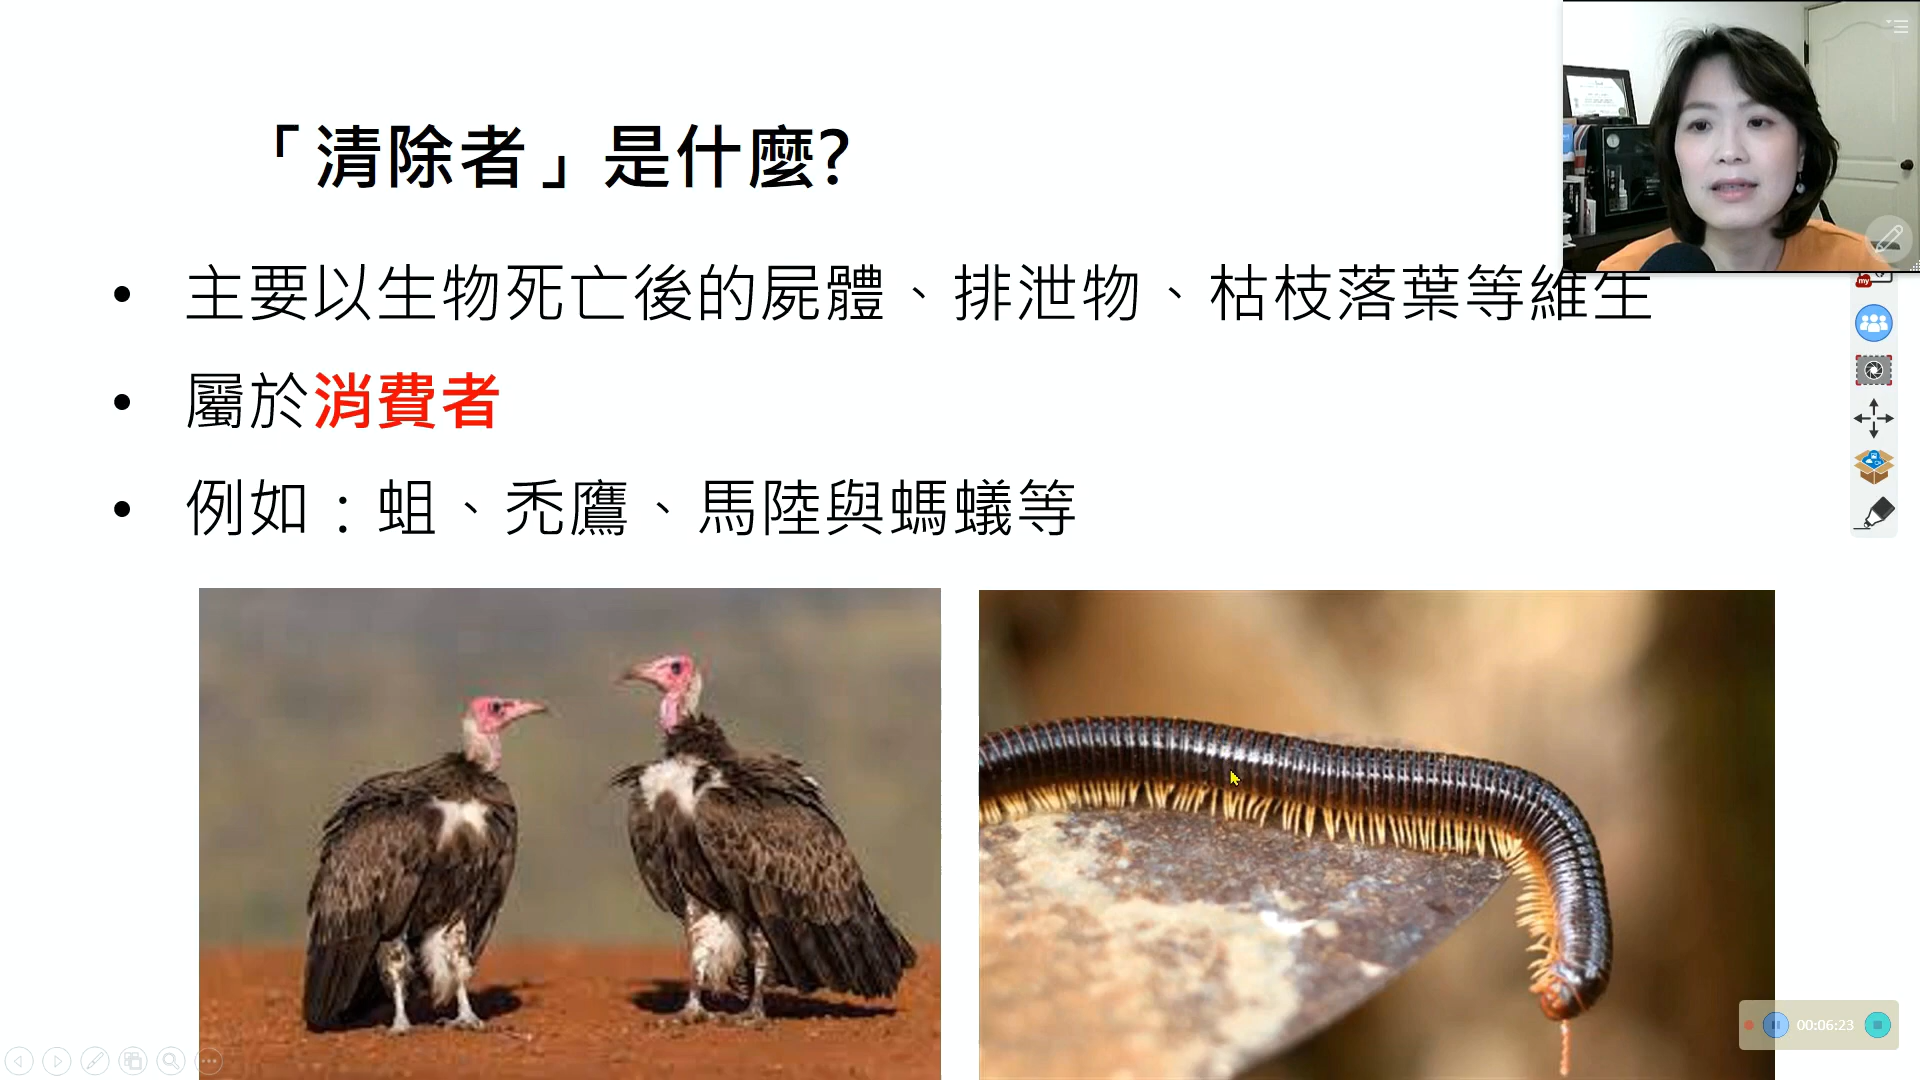 「清除者」是什麼?
• 主要以生物死亡後的屍體、排泄物、枯枝落葉等維生
• 屬於消費者
• 例如：蛆、禿鷹、馬陸與螞蟻等
my
00:06:23